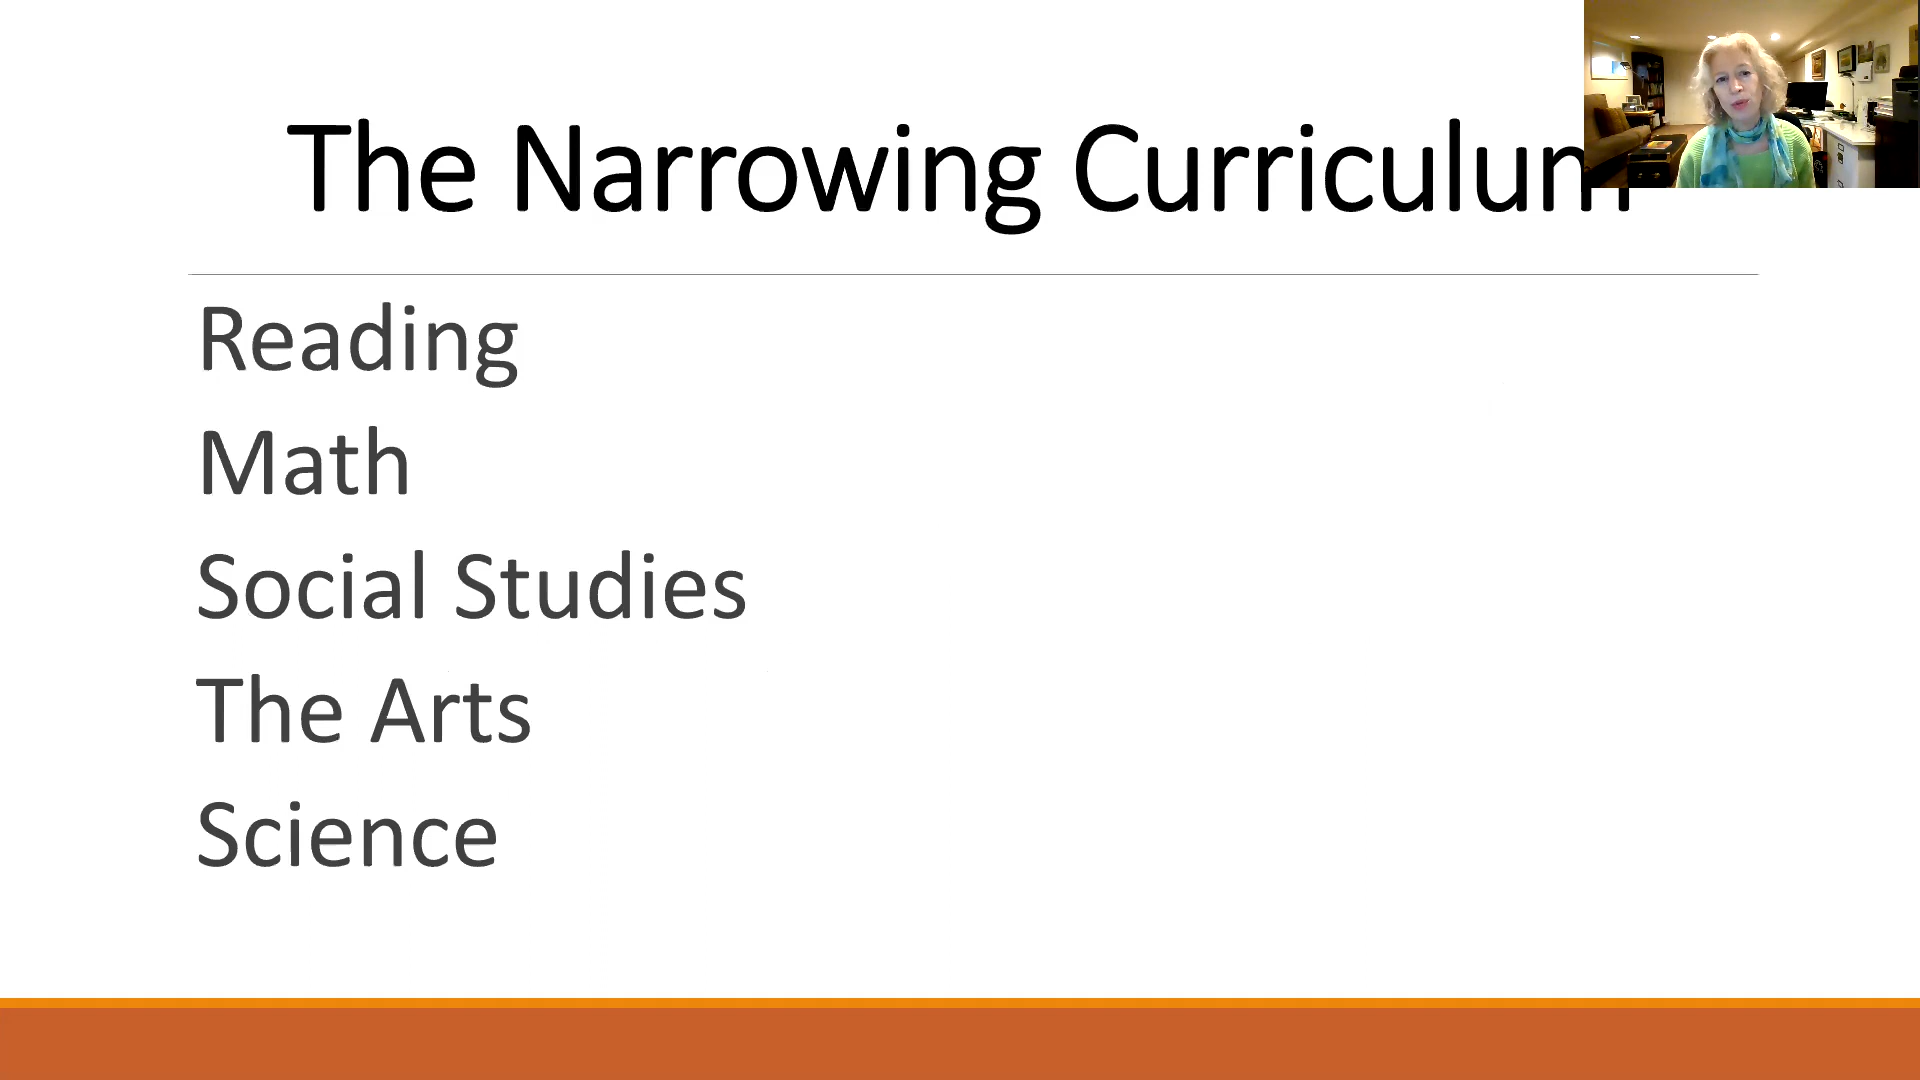 The Narrowing Curriculum
Reading
Math
Social Studies
The Arts
Science